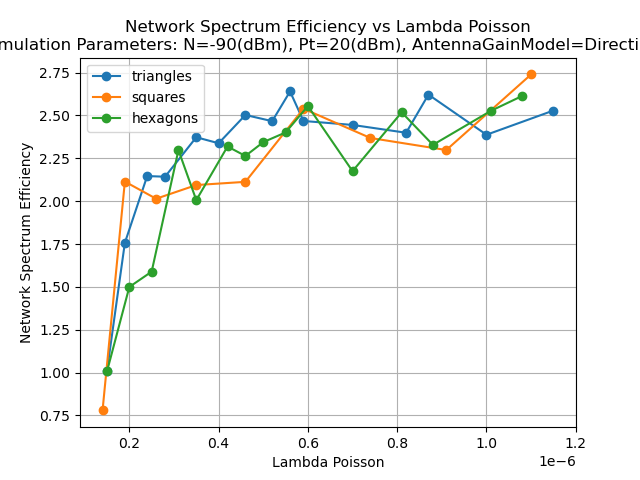 Network Spectrum Efficiency vs Lambda Poisson
mulation Parameters: N=-90(dBm), Pt=20(dBm), AntennaGainModel=Directi
triangles
squares
hexagons
2.75
2.50
2.25
2.00
1.75
1.50
1.25
1.00
0.75
Network Spectrum Efficiency
0.2
0.4
0.6
0.8
1.0
1.2
1e−6
Lambda Poisson